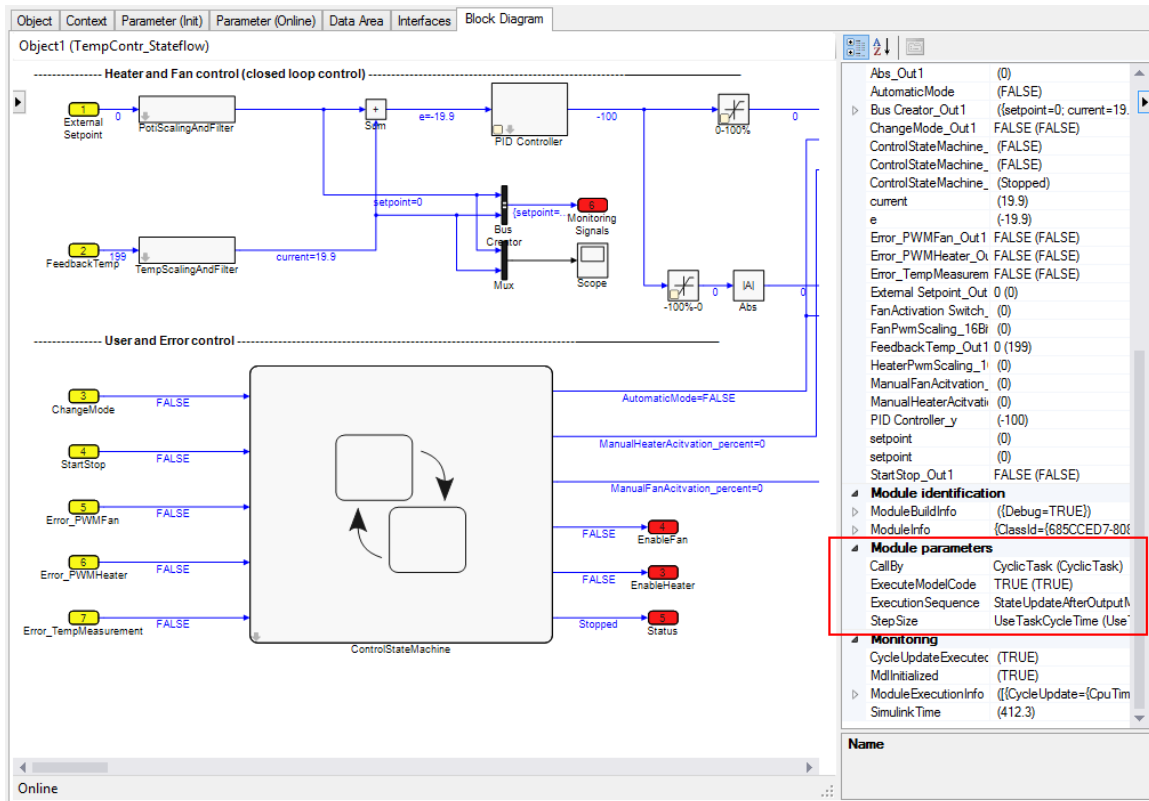 Object Context Parameter (Init) Parameter (Online) Data Area Interfaces Block Diagram
Object1 (TempContr_Stateflow)
--------------- Heater and Fan control (closed loop control) ---------------
1
External
Setpoint
0
PotiScalingAndFilter
+
Sum
e=-19.9
PID Controller
-100
0-100%
0
setpoint=0
{setpoint=...
6
Monitoring
Signals
Bus
Creator
2
FeedbackTemp
199
TempScalingAndFilter
current=19.9
Mux
Scope
-100%-0
0
|A|
Abs
0
--------------- User and Error control ---------------
3
ChangeMode
FALSE
4
StartStop
FALSE
5
Error_PWMFan
FALSE
6
Error_PWMHeater
FALSE
7
Error_TempMeasurement
FALSE
ControlStateMachine
AutomaticMode=FALSE
ManualHeaterAcitvation_percent=0
ManualFanAcitvation_percent=0
FALSE
4
EnableFan
FALSE
3
EnableHeater
Stopped
5
Status
Online
Abs_Out1 (0)
AutomaticMode (FALSE)
Bus Creator_Out1 ({setpoint=0; current=19.
ChangeMode_Out1 FALSE (FALSE)
ControlStateMachine_ (FALSE)
ControlStateMachine_ (FALSE)
ControlStateMachine_ (Stopped)
current (19.9)
e (-19.9)
Error_PWMFan_Out1 FALSE (FALSE)
Error_PWMHeater_Ou FALSE (FALSE)
Error_TempMeasurem FALSE (FALSE)
External Setpoint_Out 0 (0)
FanActivation Switch_ (0)
FanPwmScaling_16Bi (0)
FeedbackTemp_Out1 0 (199)
HeaterPwmScaling_1 (0)
ManualFanAcitvation_ (0)
ManualHeaterAcitvati (0)
PID Controller_y (-100)
setpoint (0)
setpoint (0)
StartStop_Out1 FALSE (FALSE)
Module identification
ModuleBuildInfo ({Debug=TRUE})
ModuleInfo {ClassId={685CCED7-808
Module parameters
CallBy CyclicTask (CyclicTask)
ExecuteModelCode TRUE (TRUE)
ExecutionSequence StateUpdateAfterOutputM
StepSize UseTaskCycleTime (Use
Monitoring
CycleUpdateExecutec (TRUE)
MdlInitialized (TRUE)
ModuleExecutionInfo ([{CycleUpdate={CpuTim
SimulinkTime (412.3)
Name